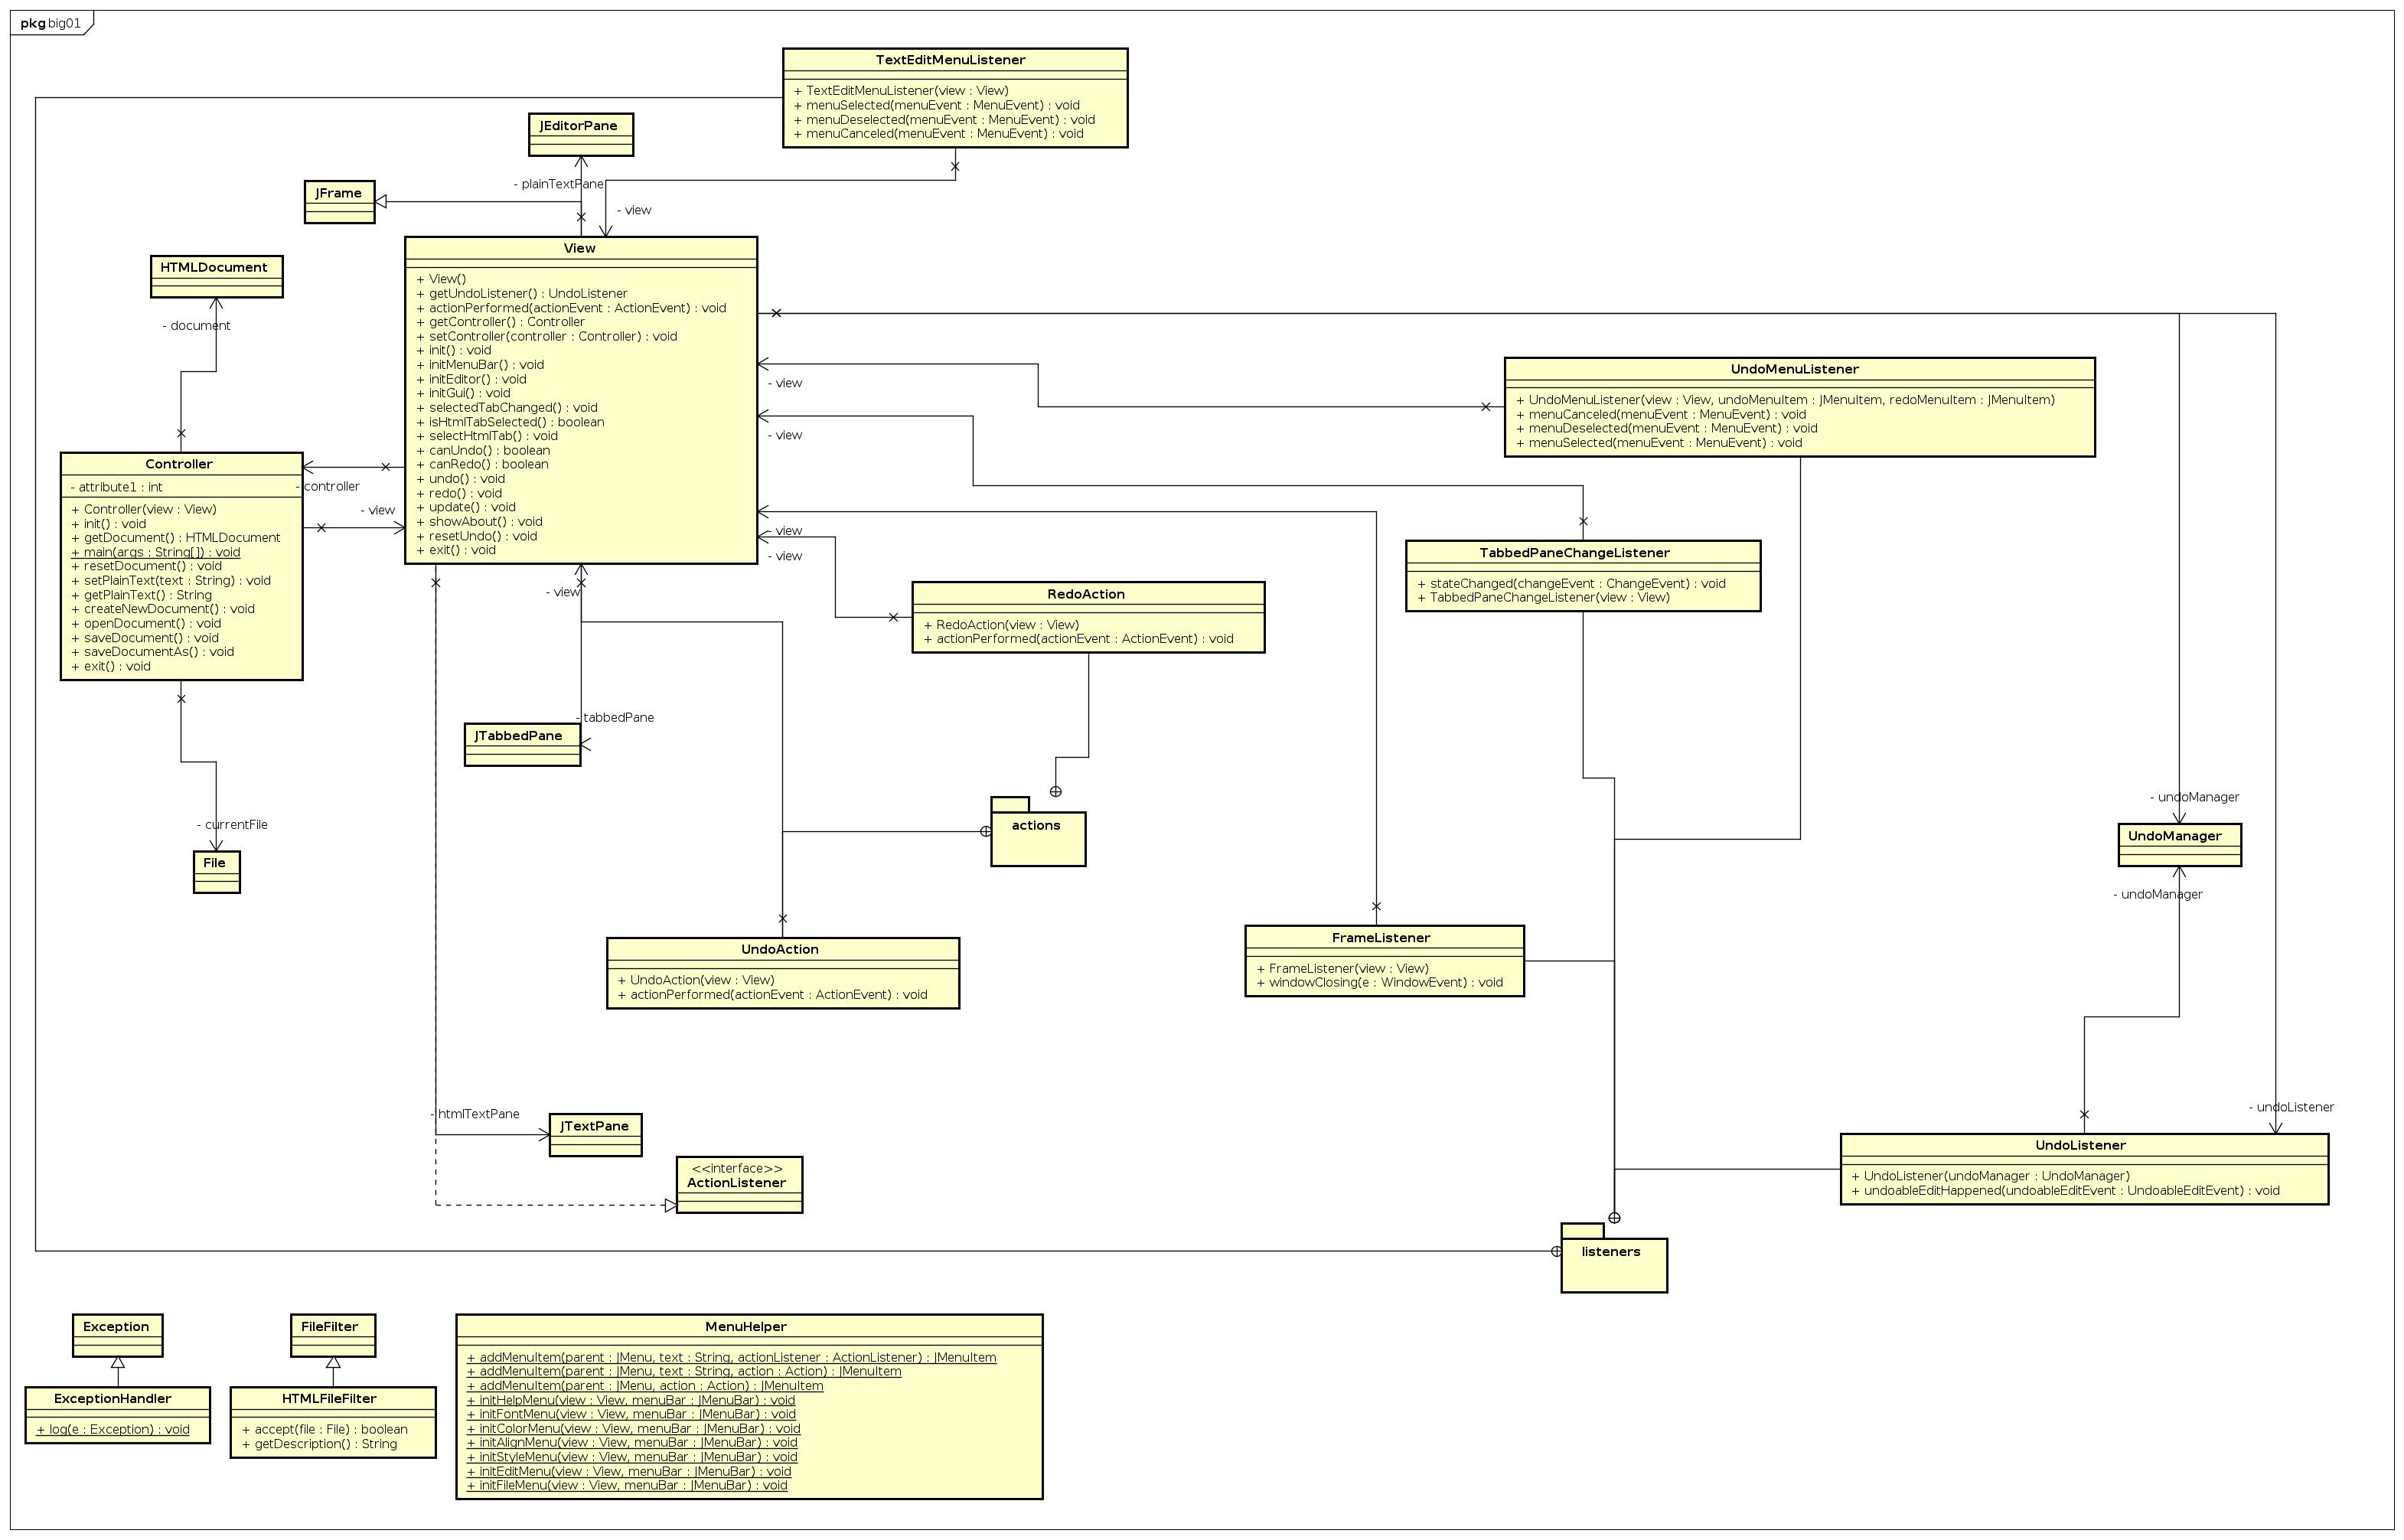 pkg big01
TextEditMenuListener
+ TextEditMenuListener(view : View)
+ menuSelected(menuEvent : MenuEvent) : void
+ menuDeselected(menuEvent : MenuEvent) : void
+ menuCanceled(menuEvent : MenuEvent) : void
JEditorPane
- plainTextPane
JFrame
- view
HTMLDocument
- document
View
+ View()
+ getUndoListener() : UndoListener
+ actionPerformed(actionEvent : ActionEvent) : void
+ getController() : Controller
+ setController(controller : Controller) : void
+ init() : void
+ initMenuBar() : void
+ initEditor() : void
+ initGui() : void
+ selectedTabChanged() : void
+ isHtmlTabSelected() : boolean
+ selectHtmlTab() : void
+ canUndo() : boolean
+ canRedo() : boolean
+ undo() : void
+ redo() : void
+ update() : void
+ showAbout() : void
+ resetUndo() : void
+ exit() : void
- view
- view
- view
- view
UndoMenuListener
+ UndoMenuListener(view : View, undoMenuItem : JMenuItem, redoMenuItem : JMenuItem)
+ menuCanceled(menuEvent : MenuEvent) : void
+ menuDeselected(menuEvent : MenuEvent) : void
+ menuSelected(menuEvent : MenuEvent) : void
Controller
- attribute1 : int
+ Controller(view : View)
+ init() : void
+ getDocument() : HTMLDocument
+ main(args : String[]) : void
+ resetDocument() : void
+ setPlainText(text : String) : void
+ getPlainText() : String
+ createNewDocument() : void
+ openDocument() : void
+ saveDocument() : void
+ saveDocumentAs() : void
+ exit() : void
- controller
- view
TabbedPaneChangeListener
+ stateChanged(changeEvent : ChangeEvent) : void
+ TabbedPaneChangeListener(view : View)
- view
RedoAction
+ RedoAction(view : View)
+ actionPerformed(actionEvent : ActionEvent) : void
- tabbedPane
JTabbedPane
- currentFile
File
actions
- undoManager
UndoManager
- undoManager
UndoAction
+ UndoAction(view : View)
+ actionPerformed(actionEvent : ActionEvent) : void
FrameListener
+ FrameListener(view : View)
+ windowClosing(e : WindowEvent) : void
- htmlTextPane
JTextPane
<<interface>>
ActionListener
- undoListener
UndoListener
+ UndoListener(undoManager : UndoManager)
+ undoableEditHappened(undoableEditEvent : UndoableEditEvent) : void
listeners
Exception
ExceptionHandler
+ log(e : Exception) : void
FileFilter
HTMLFileFilter
+ accept(file : File) : boolean
+ getDescription() : String
MenuHelper
+ addMenuItem(parent : JMenu, text : String, actionListener : ActionListener) : JMenuItem
+ addMenuItem(parent : JMenu, text : String, action : Action) : JMenuItem
+ addMenuItem(parent : JMenu, action : Action) : JMenuItem
+ initHelpMenu(view : View, menuBar : JMenuBar) : void
+ initFontMenu(view : View, menuBar : JMenuBar) : void
+ initColorMenu(view : View, menuBar : JMenuBar) : void
+ initAlignMenu(view : View, menuBar : JMenuBar) : void
+ initStyleMenu(view : View, menuBar : JMenuBar) : void
+ initEditMenu(view : View, menuBar : JMenuBar) : void
+ initFileMenu(view : View, menuBar : JMenuBar) : void